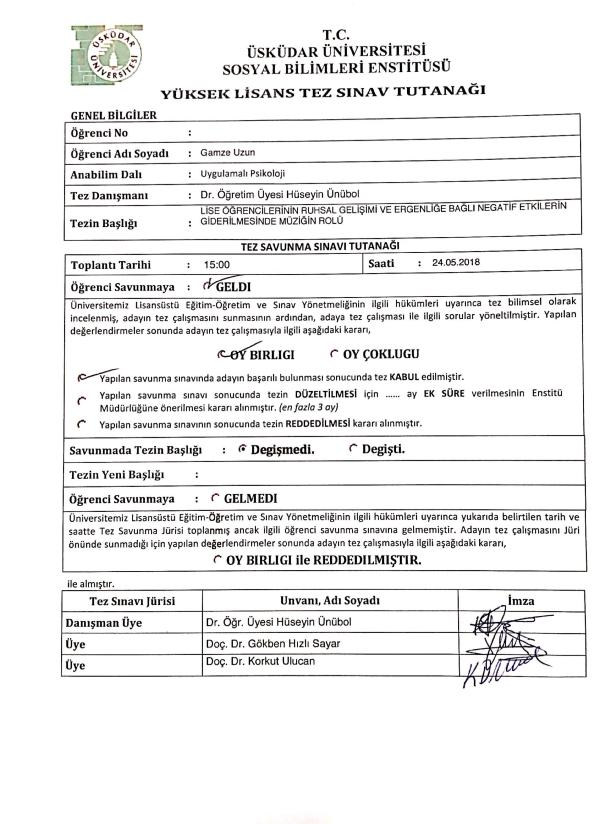 ÜSKÜDAR ÜNİVERSİTESİ
T.C.
ÜSKÜDAR ÜNİVERSİTESİ
SOSYAL BİLİMLERİ ENSTİTÜSÜ
YÜKSEK LİSANS TEZ SINAV TUTANAĞI
GENEL BİLGİLER
Öğrenci No :
Öğrenci Adı Soyadı : Gamze Uzun
Anabilim Dalı : Uygulamalı Psikoloji
Tez Danışmanı : Dr. Öğretim Üyesi Hüseyin Ünübol
Tezin Başlığı : LİSE ÖĞRENCİLERİNİN RUHSAL GELİŞİMİ VE ERGENLİĞE BAĞLI NEGATİF ETKİLERİN
GİDERİLMESİNDE MÜZİĞİN ROLÜ
TEZ SAVUNMA SINAVI TUTANAĞI
Toplantı Tarihi : 15:00 Saati : 24.05.2018
Öğrenci Savunmaya : GELDI
Üniversitemiz Lisansüstü Eğitim-Öğretim ve Sınav Yönetmeliğinin ilgili hükümleri uyarınca tez bilimsel olarak
incelenmiş, adayın tez çalışmasını sunmasının ardından, adaya tez çalışması ile ilgili sorular yöneltilmiştir. Yapılan
değerlendirmeler sonunda adayın tez çalışmasıyla ilgili aşağıdaki kararı,
OY BIRLIGI OY ÇOKLUGU
Yapılan savunma sınavında adayın başarılı bulunması sonucunda tez KABUL edilmiştir.
Yapılan savunma sınavı sonucunda tezin DÜZELTİLMESİ için ...... ay EK SÜRE verilmesinin Enstitü
Müdürlüğüne önerilmesi kararı alınmıştır. (en fazla 3 ay)
Yapılan savunma sınavının sonucunda tezin REDDEDİLMESİ kararı alınmıştır.
Savunmada Tezin Başlığı : Degişmedi. Degişti.
Tezin Yeni Başlığı :
Öğrenci Savunmaya : GELMEDI
Üniversitemiz Lisansüstü Eğitim-Öğretim ve Sınav Yönetmeliğinin ilgili hükümleri uyarınca yukarıda belirtilen tarih ve
saatte Tez Savunma Jürisi toplanmış ancak ilgili öğrenci savunma sınavına gelmemiştir. Adayın tez çalışmasını Jüri
önünde sunmadığı için yapılan değerlendirmeler sonunda adayın tez çalışmasıyla ilgili aşağıdaki kararı,
OY BIRLIGI ile REDDEDILMIŞTIR.
ile almıştır.
Tez Sınavı Jürisi Unvanı, Adı Soyadı İmza
Danışman Üye Dr. Öğr. Üyesi Hüseyin Ünübol
Üye Doç. Dr. Gökben Hızlı Sayar
Üye Doç. Dr. Korkut Ulucan